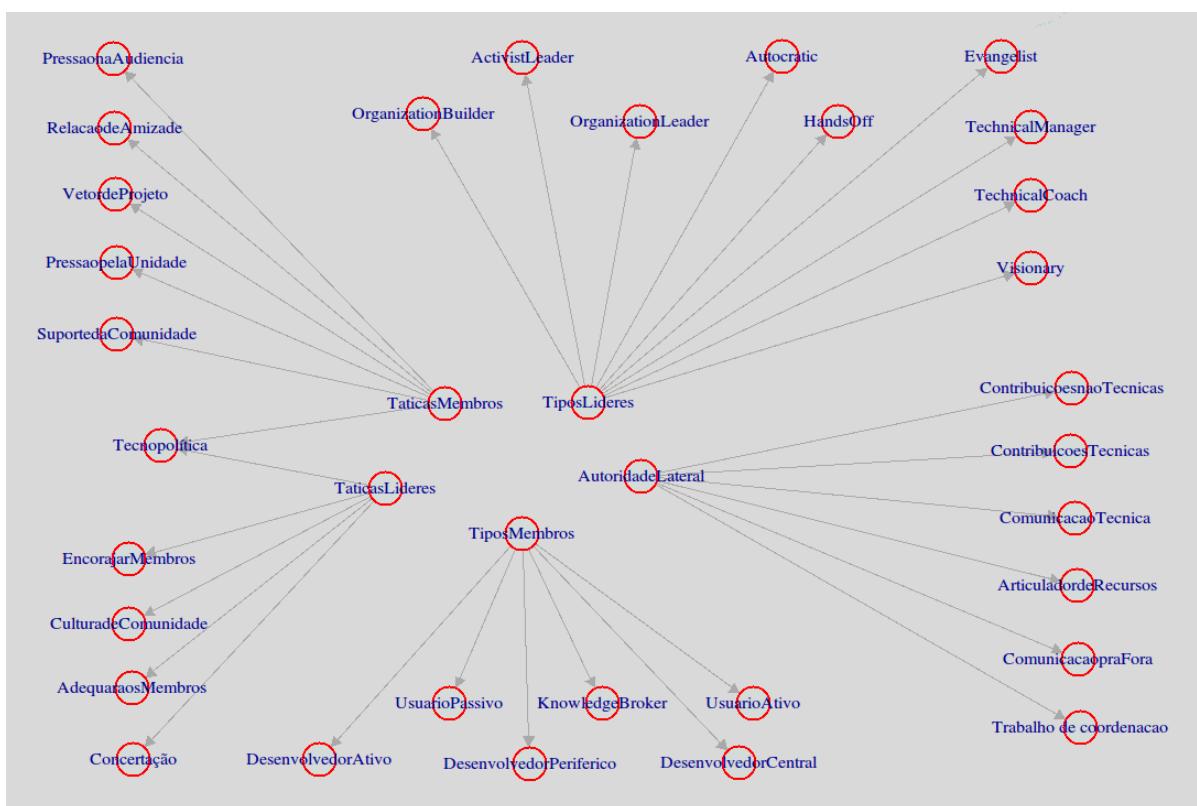 PressaonaAudiencia
ActivistLeader
Autocratic
Evangelist
OrganizationBuilder
OrganizationLeader
HandsOff
RelacaodeAmizade
TechnicalManager
VetordeProjeto
TechnicalCoach
PressaopelaUnidade
Visionary
SuportedaComunidade
ContribuicoesnaoTecnicas
TaticasMembros
TiposLideres
Tecnopolítica
ContribuicoesTecnicas
AutoridadeLateral
TaticasLideres
ComunicacaoTecnica
TiposMembros
EncorajarMembros
ArticuladordeRecursos
CulturadeComunidade
ComunicacaopraFora
AdequaraosMembros
UsuarioPassivo
KnowledgeBroker
UsuarioAtivo
Trabalho de coordenacao
Concertação
DesenvolvedorAtivo
DesenvolvedorPeriferico
DesenvolvedorCentral